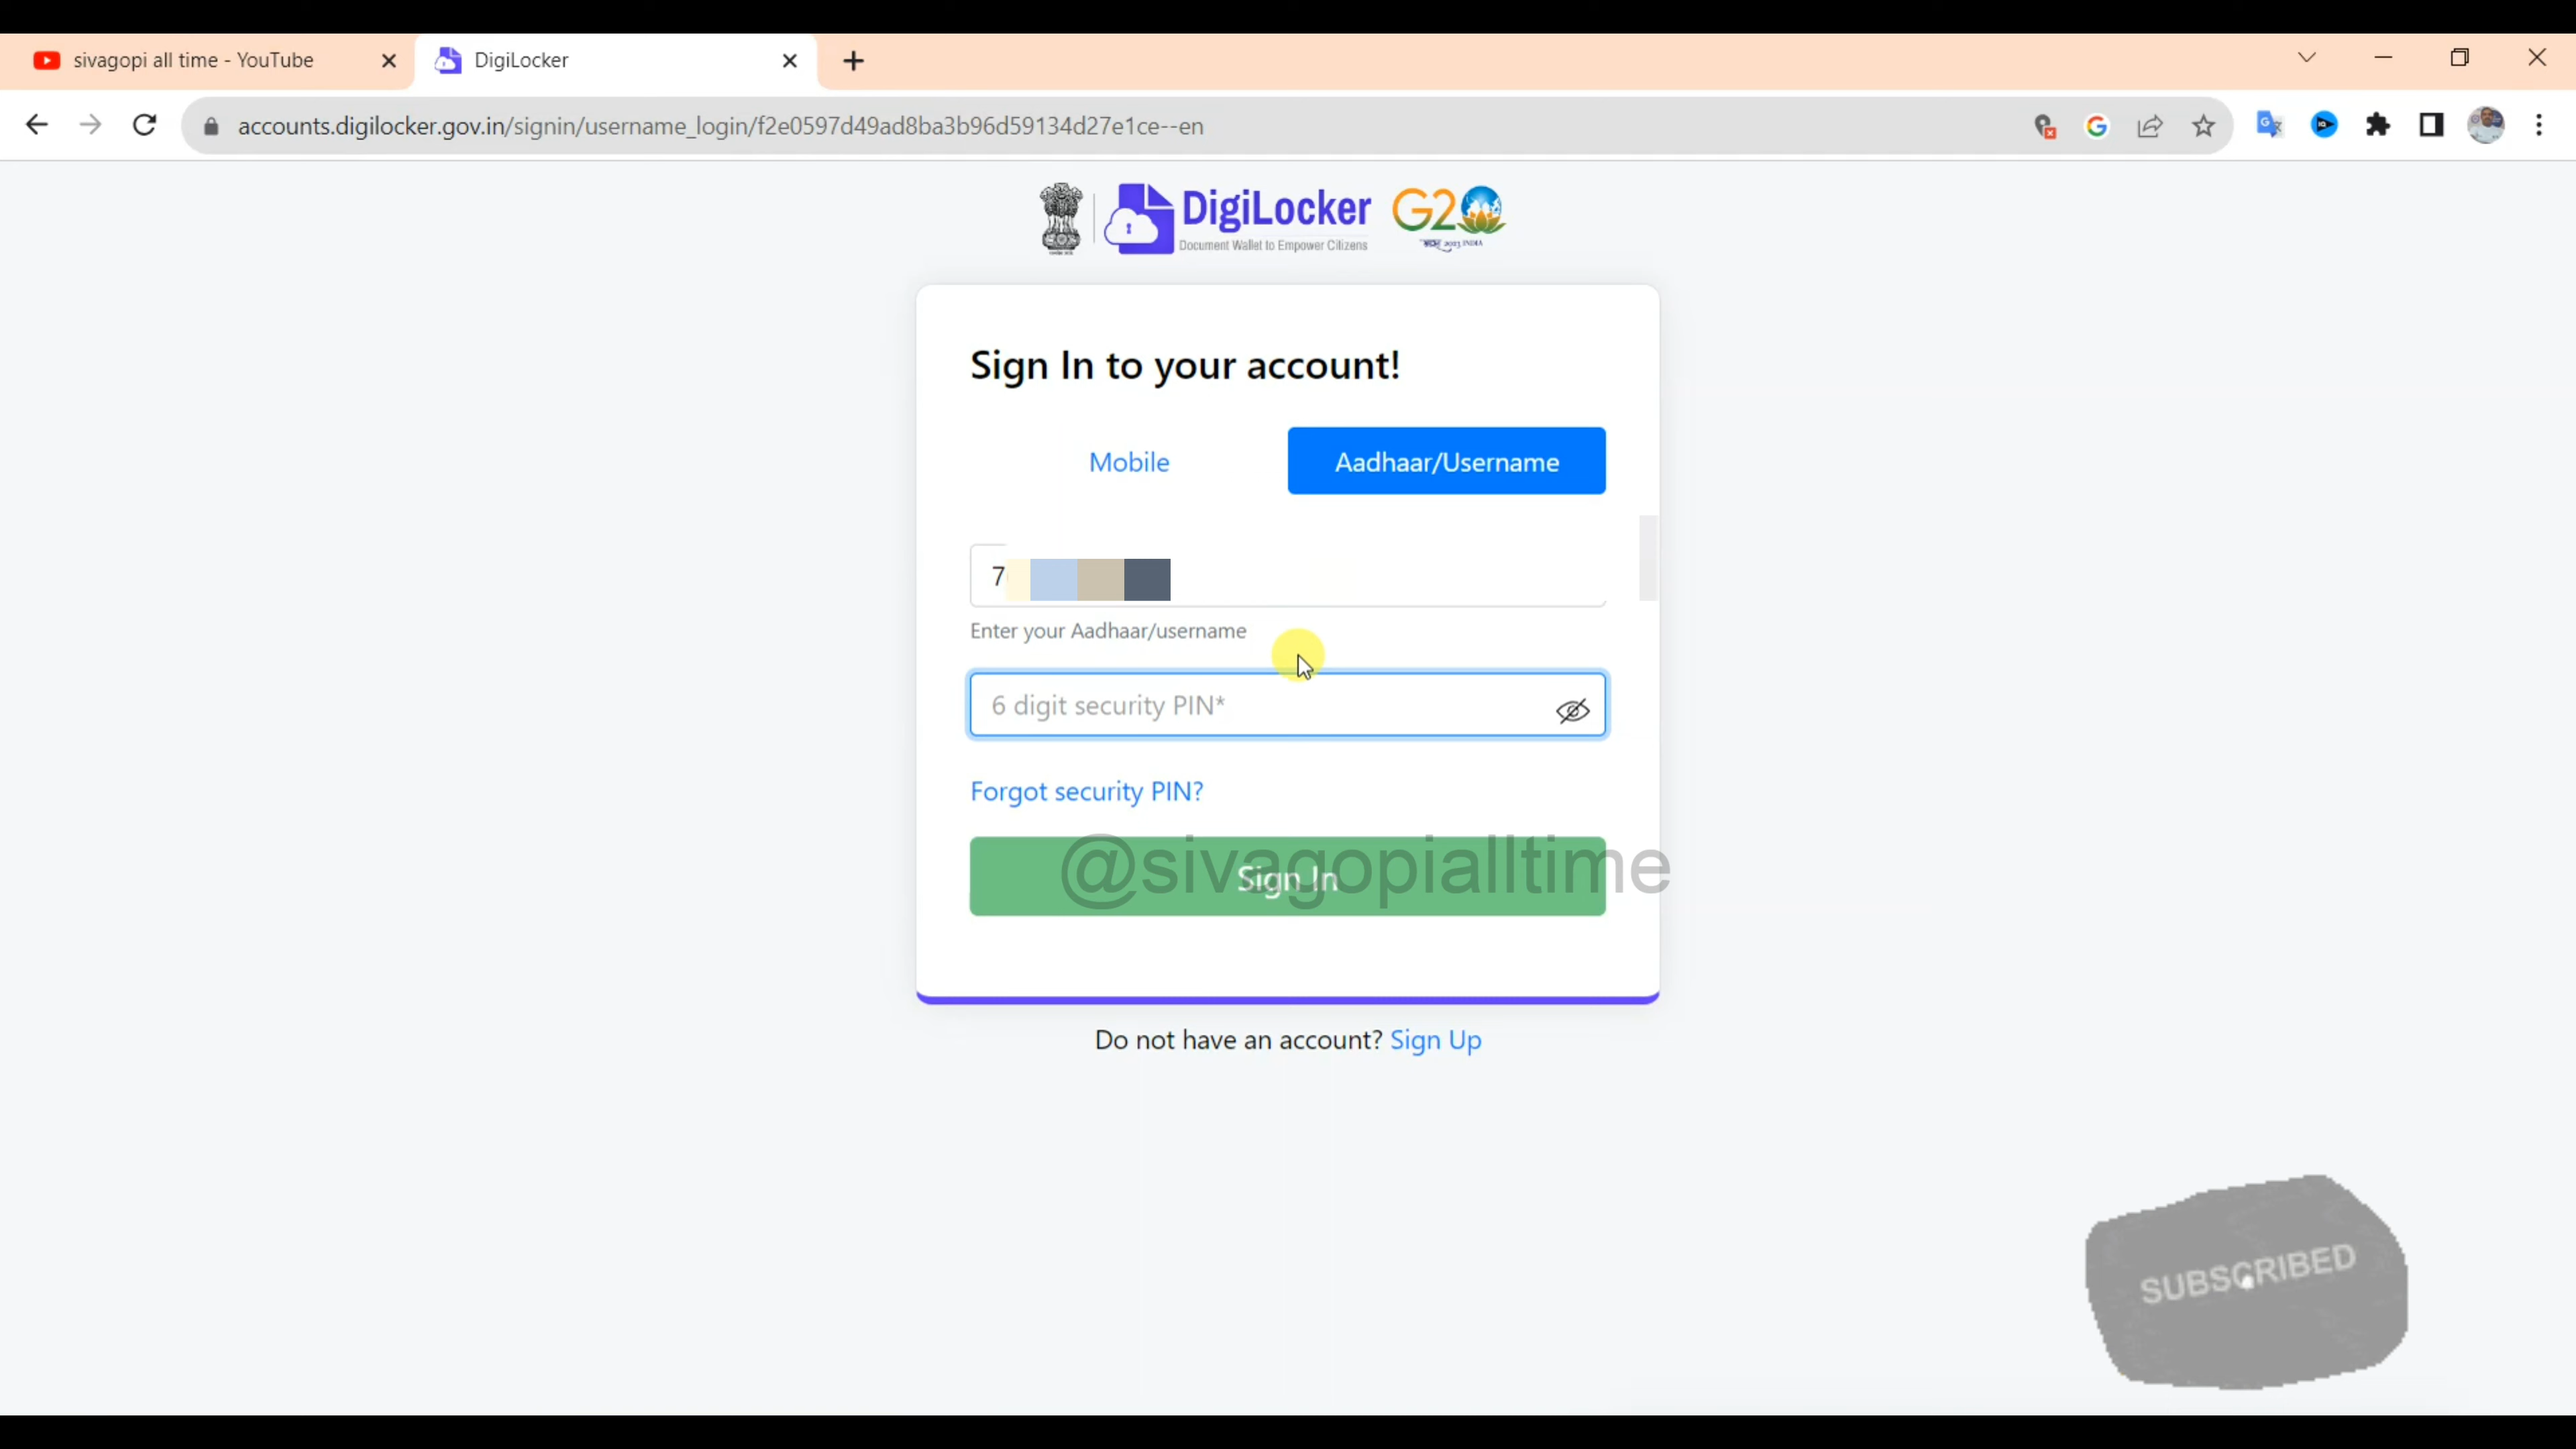 sivagopi all time - YouTube
DigiLocker
accounts.digilocker.gov.in/signin/username_login/f2e0597d49ad8ba3b96d59134d27e1ce--en
DigiLocker
Document Wallet to Empower Citizens
G20
2023 INDIA
Sign In to your account!
Mobile
Aadhaar/Username
7
Enter your Aadhaar/username
6 digit security PIN*
Forgot security PIN?
Sign In
@sivagopialltime
Do not have an account? Sign Up
SUBSCRIBED